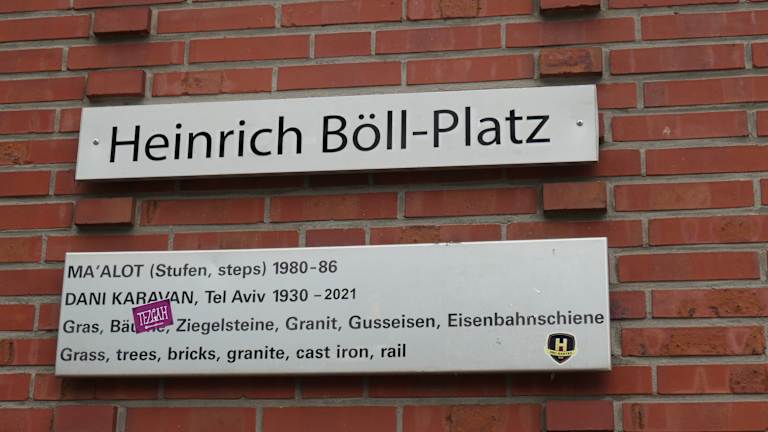 Heinrich Böll-Platz
MA'ALOT (Stufen, steps) 1980-86
DANI KARAVAN, Tel Aviv 1930 – 2021
Gras, Ziegelsteine, Granit, Gusseisen, Eisenbahnschiene
TEZGAH
Grass, trees, bricks, granite, cast iron, rail
H